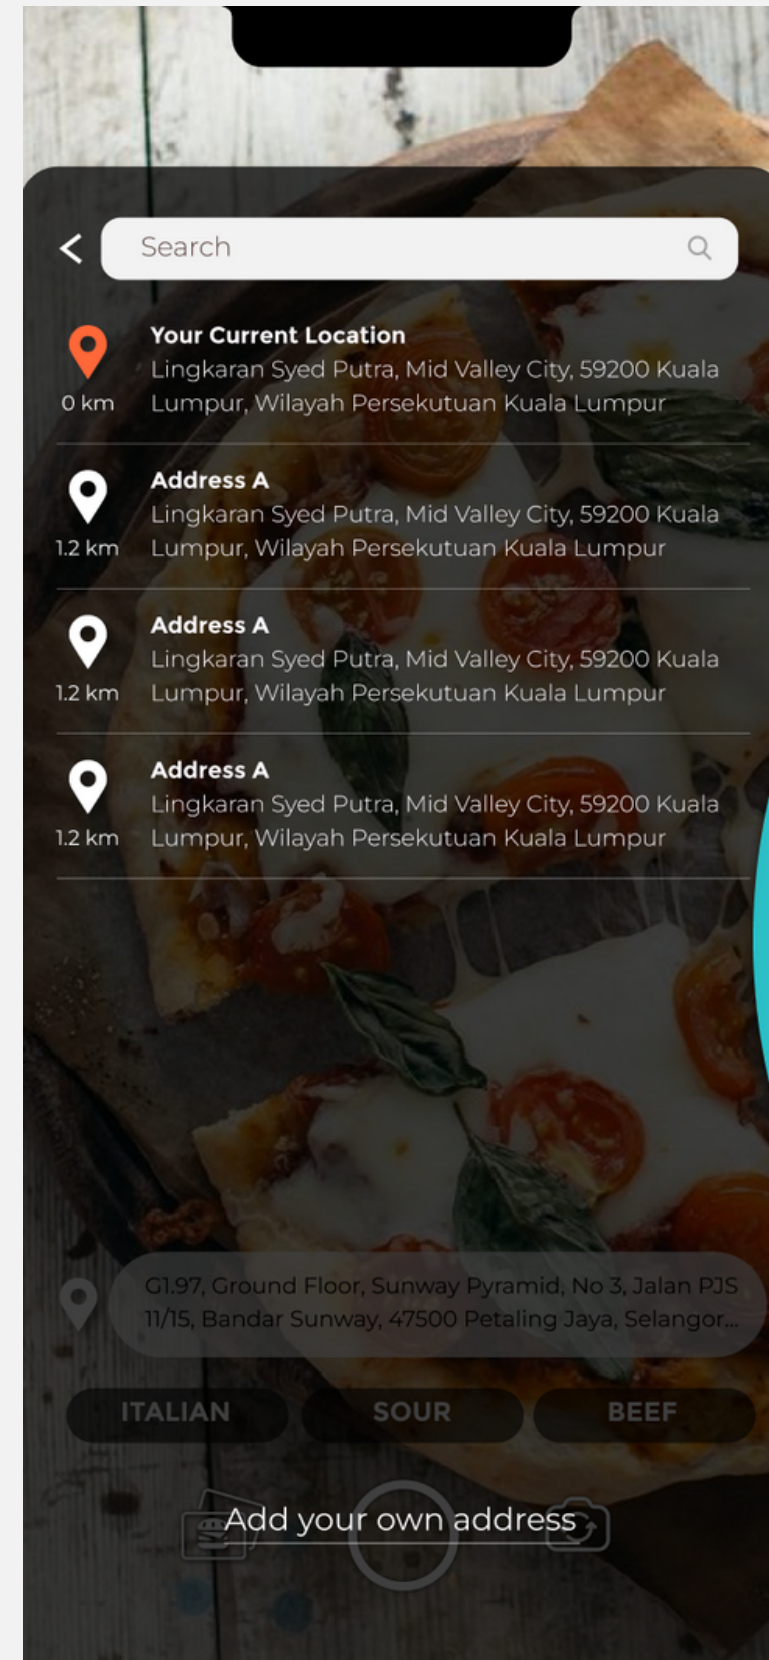 Search
Your Current Location
Lingkaran Syed Putra, Mid Valley City, 59200 Kuala
Lumpur, Wilayah Persekutuan Kuala Lumpur
0 km
Address A
Lingkaran Syed Putra, Mid Valley City, 59200 Kuala
Lumpur, Wilayah Persekutuan Kuala Lumpur
1.2 km
Address A
Lingkaran Syed Putra, Mid Valley City, 59200 Kuala
Lumpur, Wilayah Persekutuan Kuala Lumpur
1.2 km
Address A
Lingkaran Syed Putra, Mid Valley City, 59200 Kuala
Lumpur, Wilayah Persekutuan Kuala Lumpur
1.2 km
G1.97, Ground Floor, Sunway Pyramid, No 3, Jalan PJS
11/15, Bandar Sunway, 47500 Petaling Jaya, Selangor...
ITALIAN
SOUR
BEEF
Add your own address